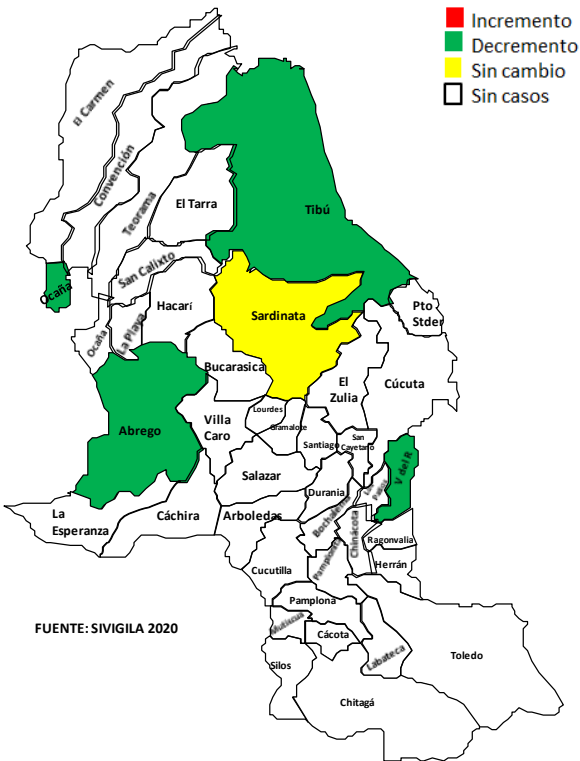 Incremento
Decremento
Sin cambio
Sin casos
El Carmen
Convención
Teorama
El Tarra
Tibú
San Calixto
Ocaña
Hacarí
La Playa
Ocaña
Sardinata
Pto
Stder
Bucarasica
El
Zulia
Cúcuta
Abrego
Villa
Caro
Lourdes
Gramalote
Santiago
San
Cayetano
Salazar
V del R
Patios
Durania
La
Esperanza
Cáchira
Arboledas
Bochalema
Chinácota
Ragonvalia
Herrán
Cucutilla
Pamplonita
Pamplona
FUENTE: SIVIGILA 2020
Mutiscua
Cácota
Labateca
Toledo
Silos
Chitagá